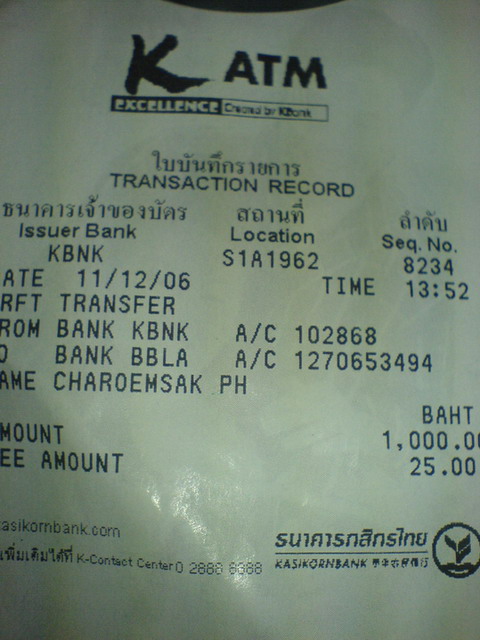 K ATM
EXCELLENCE Created by KBank
ใบบันทึกรายการ
TRANSACTION RECORD
ธนาคารเจ้าของบัตร สถานที่ ลำดับ
Issuer Bank Location Seq. No.
KBNK S1A1962 8234
ATE 11/12/06 TIME 13:52
RFT TRANSFER
ROM BANK KBNK A/C 102868
O BANK BBLA A/C 1270653494
AME CHAROEMSAK PH
BAHT
MOUNT 1,000.00
EE AMOUNT 25.00
kasikornbank.com
เพิ่มเติมได้ที่ K-Contact Center 0 2888 8888
ธนาคารกสิกรไทย
KASIKORNBANK